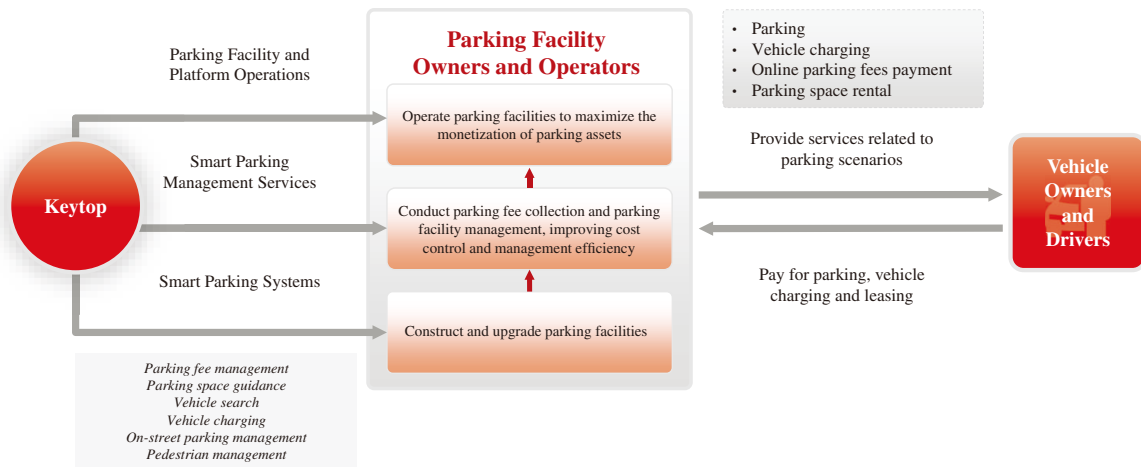 Parking Facility and
Platform Operations
Smart Parking
Management Services
Keytop
Smart Parking Systems
Parking fee management
Parking space guidance
Vehicle search
Vehicle charging
On-street parking management
Pedestrian management
Parking Facility
Owners and Operators
Operate parking facilities to maximize the
monetization of parking assets
Conduct parking fee collection and parking
facility management, improving cost
control and management efficiency
Construct and upgrade parking facilities
• Parking
• Vehicle charging
• Online parking fees payment
• Parking space rental
Provide services related to
parking scenarios
Pay for parking, vehicle
charging and leasing
Vehicle
Owners
and
Drivers